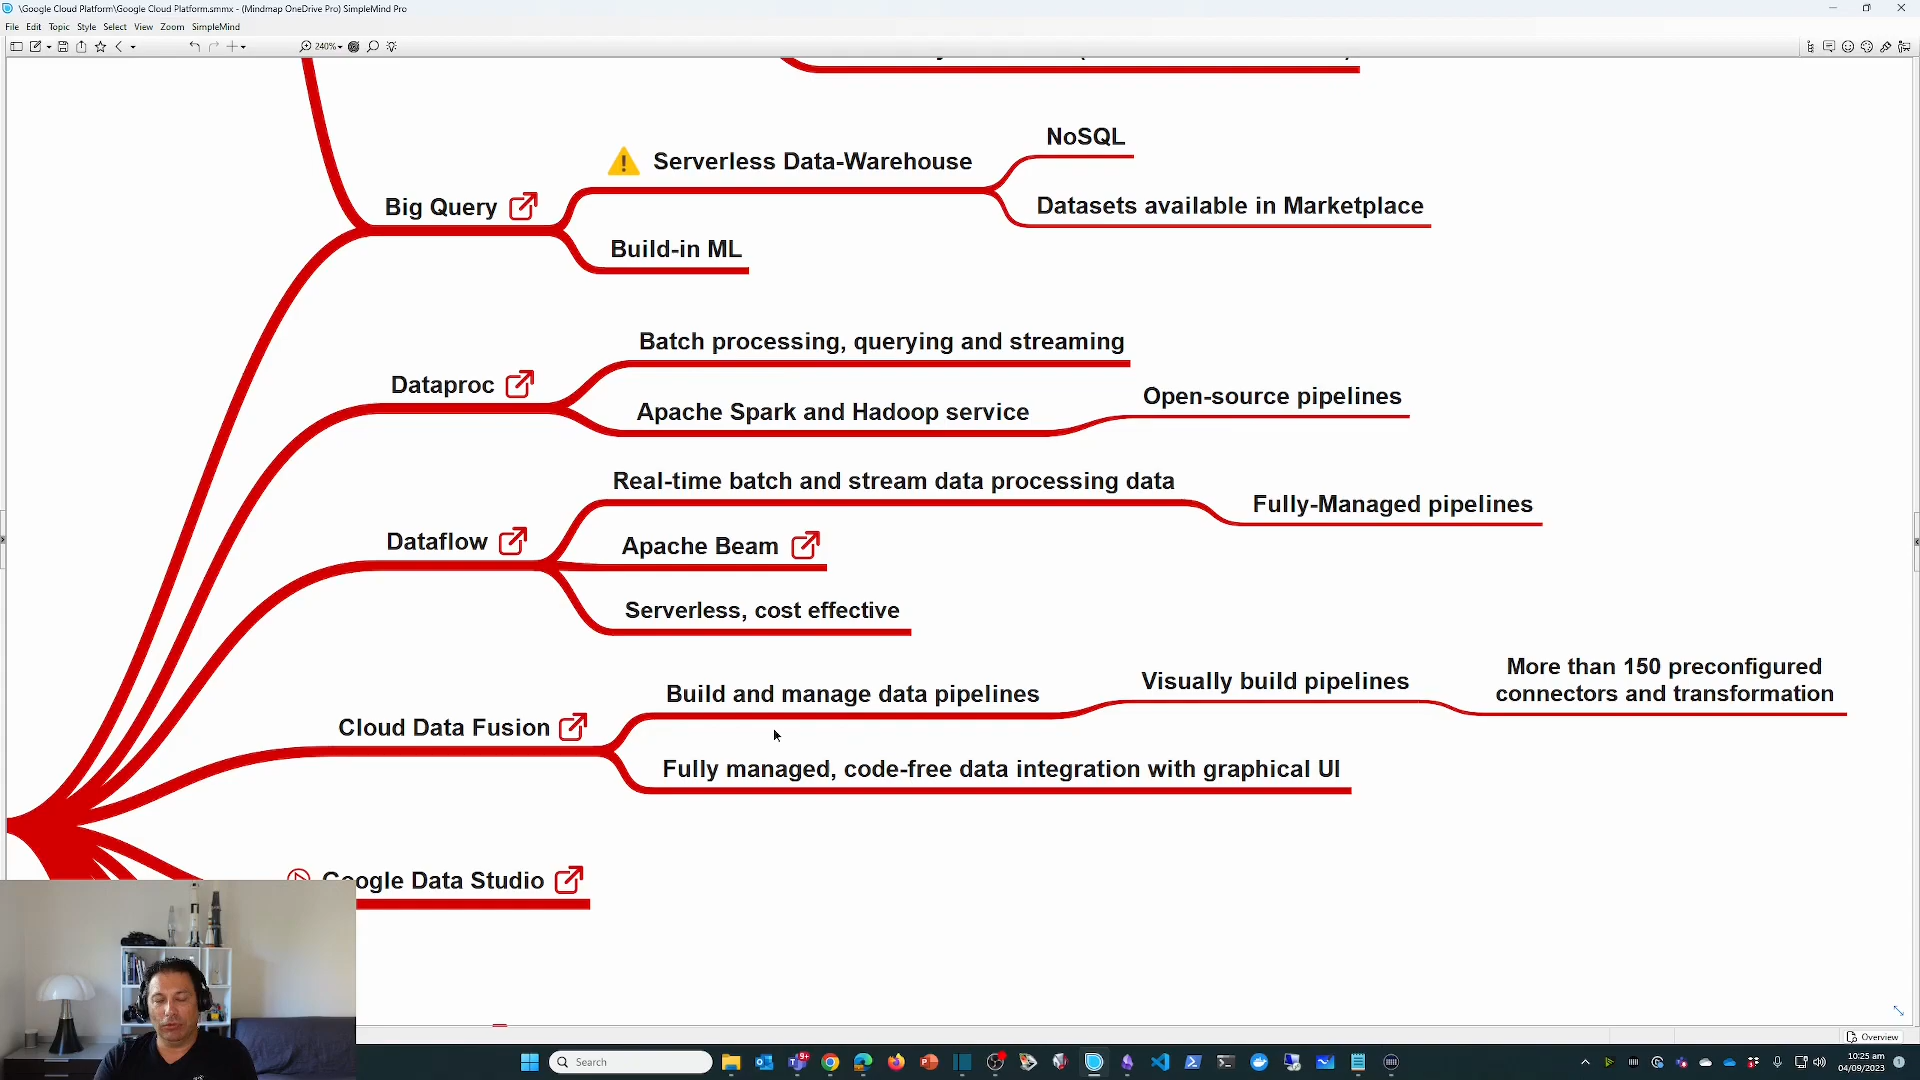 \Google Cloud Platform\Google Cloud Platform.smmx - (Mindmap OneDrive Pro) SimpleMind Pro
File Edit Topic Style Select View Zoom SimpleMind
240%
NoSQL
Serverless Data-Warehouse
Big Query
Datasets available in Marketplace
Build-in ML
Batch processing, querying and streaming
Dataproc
Apache Spark and Hadoop service
Open-source pipelines
Real-time batch and stream data processing data
Fully-Managed pipelines
Dataflow
Apache Beam
Serverless, cost effective
More than 150 preconfigured
connectors and transformation
Build and manage data pipelines
Visually build pipelines
Cloud Data Fusion
Fully managed, code-free data integration with graphical UI
Google Data Studio
Overview
Search
9+
10:25 am
04/09/2023
1